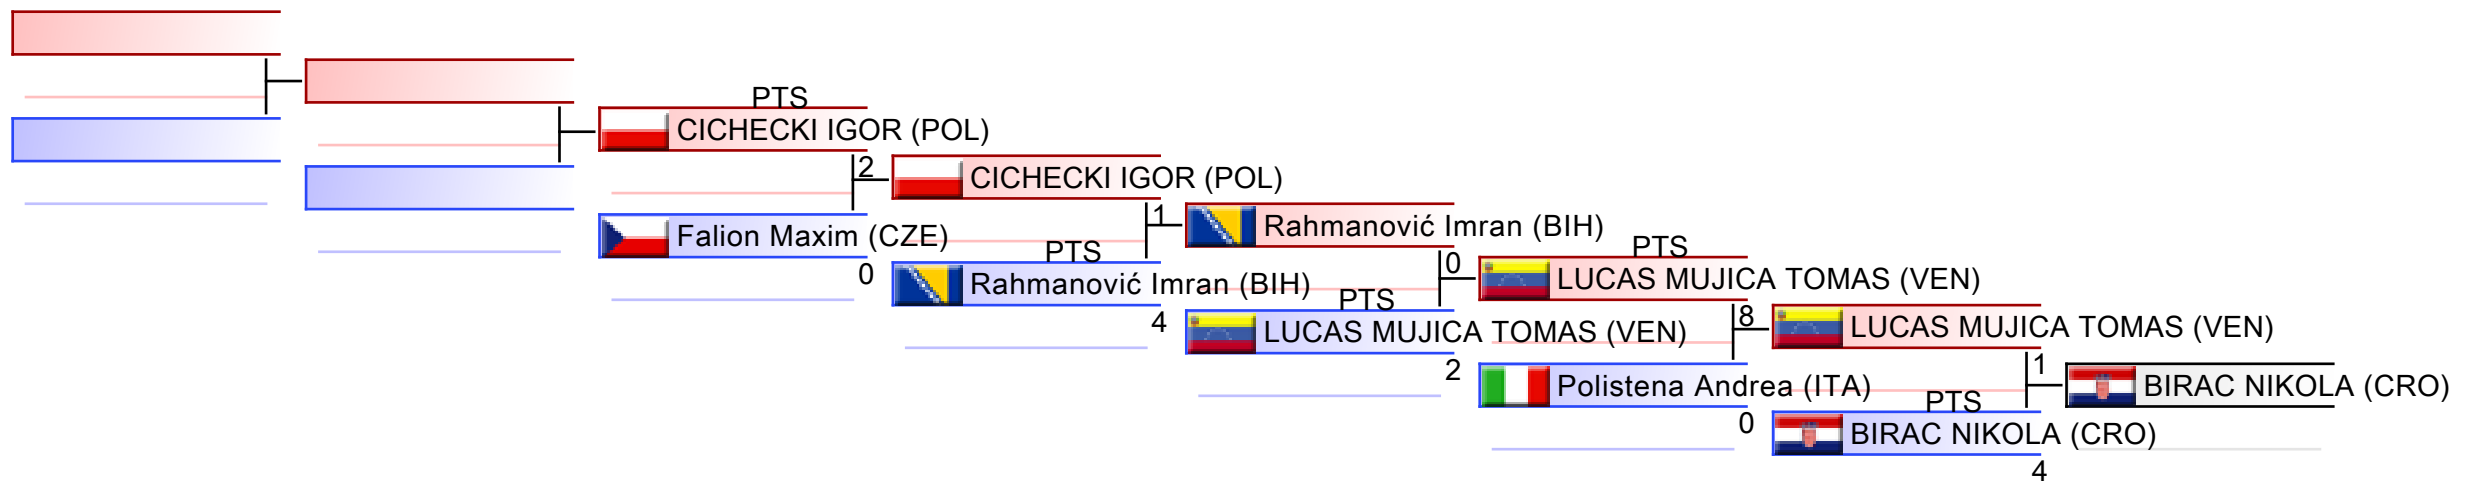 PTS
CICHECKI IGOR (POL)
2
Falion Maxim (CZE)
0
CICHECKI IGOR (POL)
1
PTS
Rahmanović Imran (BIH)
4
Rahmanović Imran (BIH)
0
PTS
LUCAS MUJICA TOMAS (VEN)
2
PTS
LUCAS MUJICA TOMAS (VEN)
8
Polistena Andrea (ITA)
0
LUCAS MUJICA TOMAS (VEN)
1
PTS
BIRAC NIKOLA (CRO)
4
BIRAC NIKOLA (CRO)